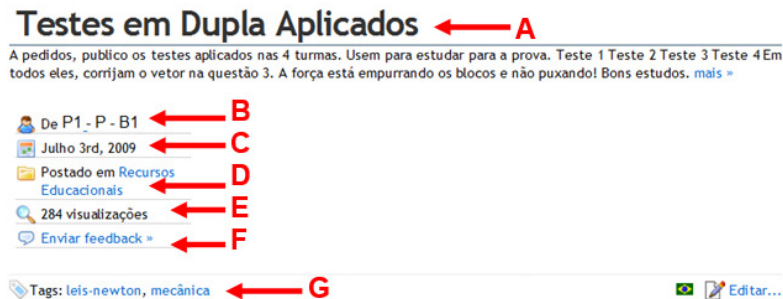 Testes em Dupla Aplicados A
A pedidos, publico os testes aplicados nas 4 turmas. Usem para estudar para a prova. Teste 1 Teste 2 Teste 3 Teste 4 Em
todos eles, corrijam o vetor na questão 3. A força está empurrando os blocos e não puxando! Bons estudos. mais »
De P1 - P - B1 B
Julho 3rd, 2009 C
Postado em Recursos
Educacionais D
284 visualizações E
Enviar feedback » F
Tags: leis-newton, mecânica G Editar...